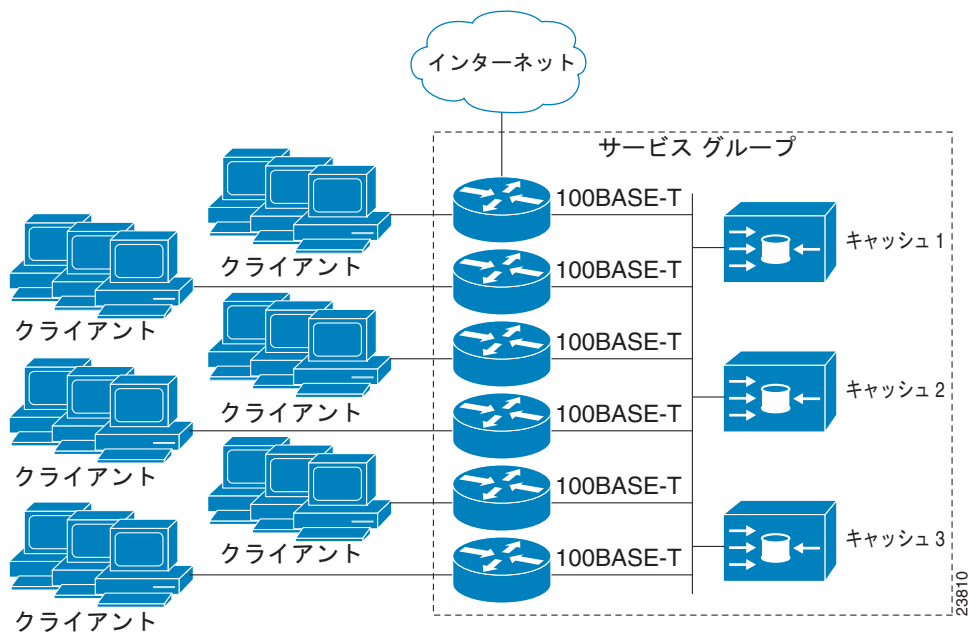 インターネット
サービス グループ
100BASE-T
キャッシュ 1
クライアント
100BASE-T
クライアント
100BASE-T
キャッシュ 2
クライアント
100BASE-T
クライアント
100BASE-T
キャッシュ 3
クライアント
100BASE-T
クライアント
23810